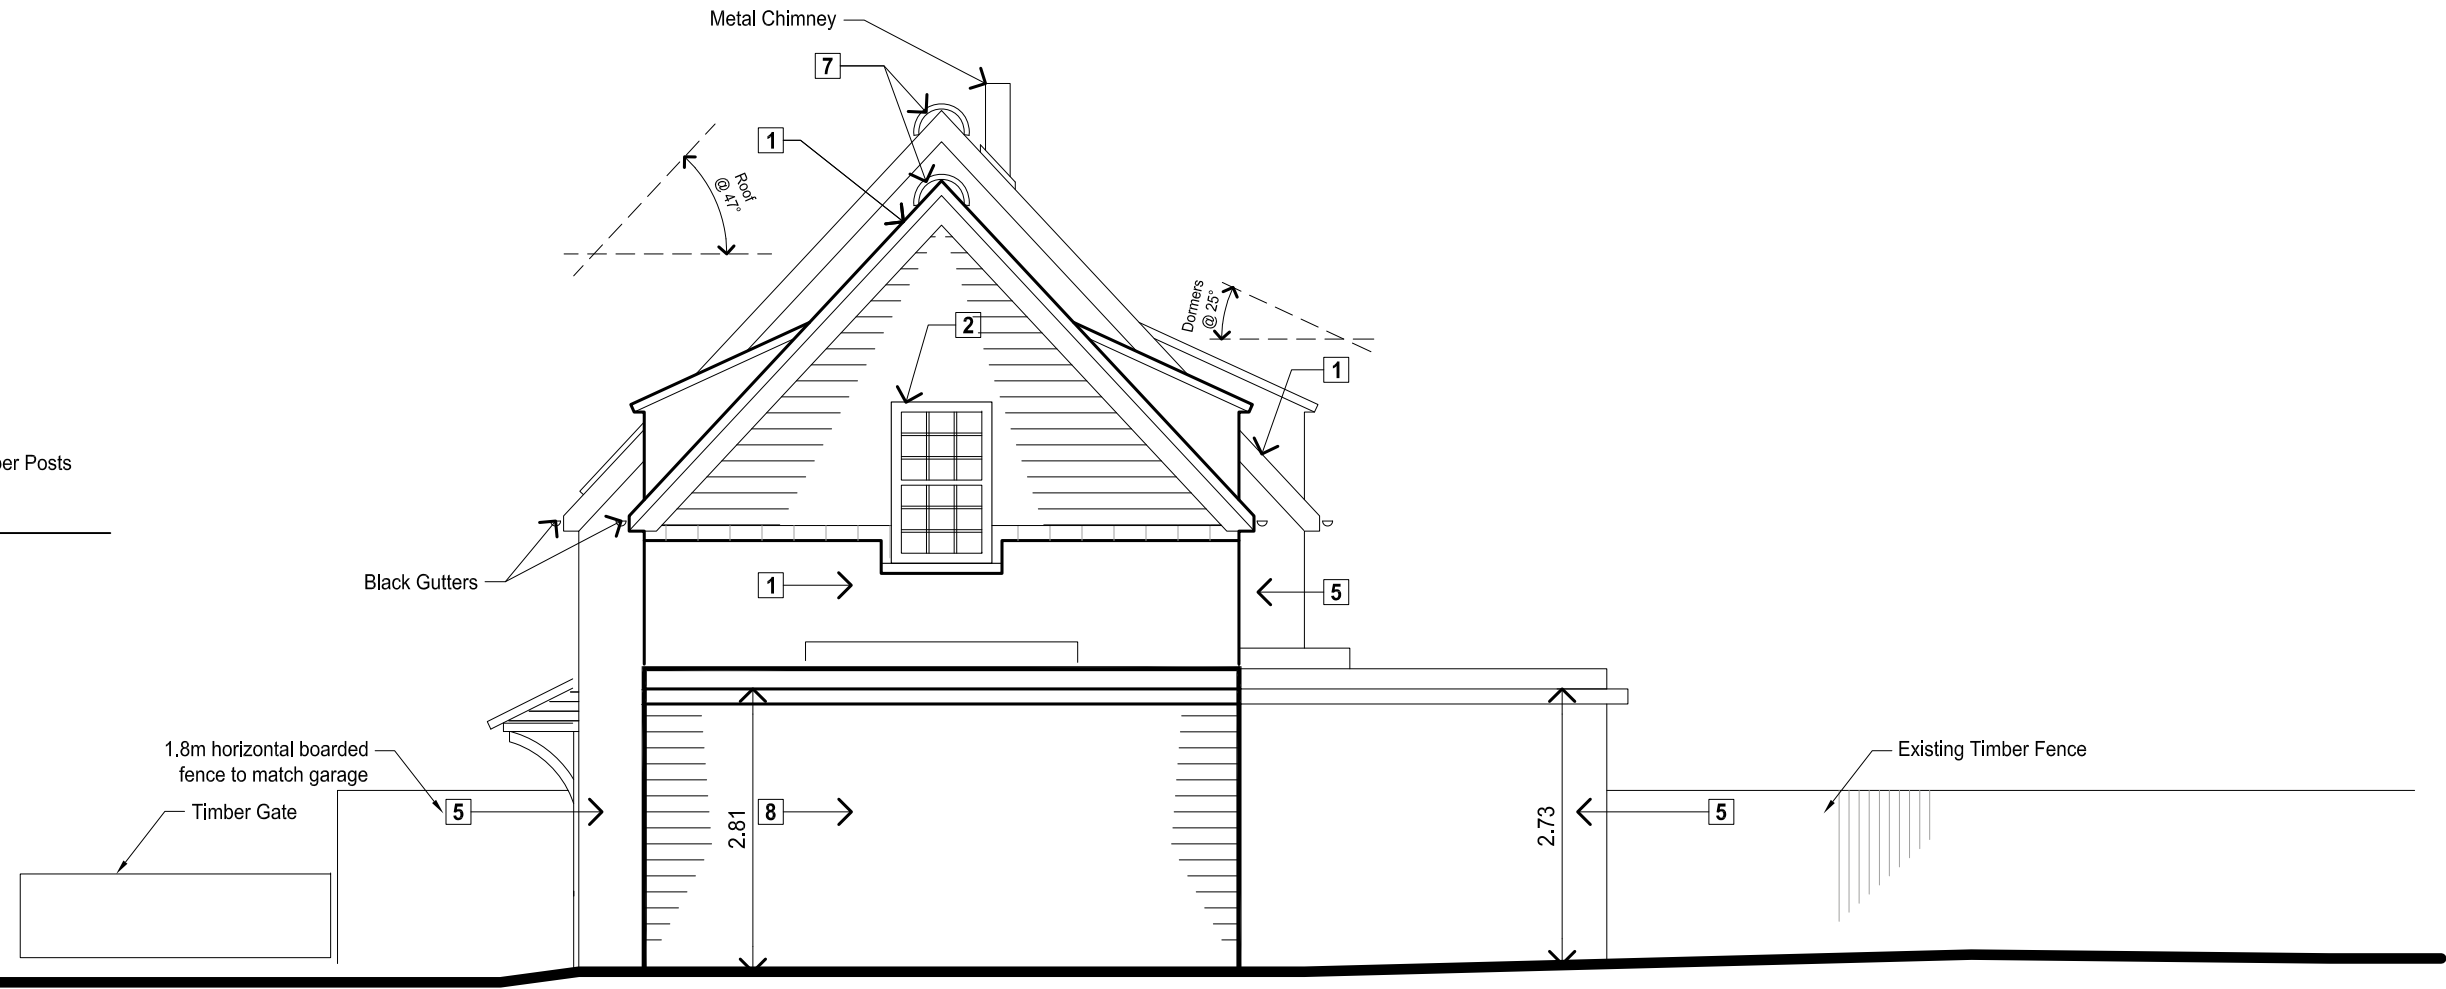 Metal Chimney
7
1
Roof
@ 47°
Dormers
@ 25°
2
1
Posts
Black Gutters
1
5
1.8m horizontal boarded
fence to match garage
Timber Gate
5
2.81
8
2.73
5
Existing Timber Fence